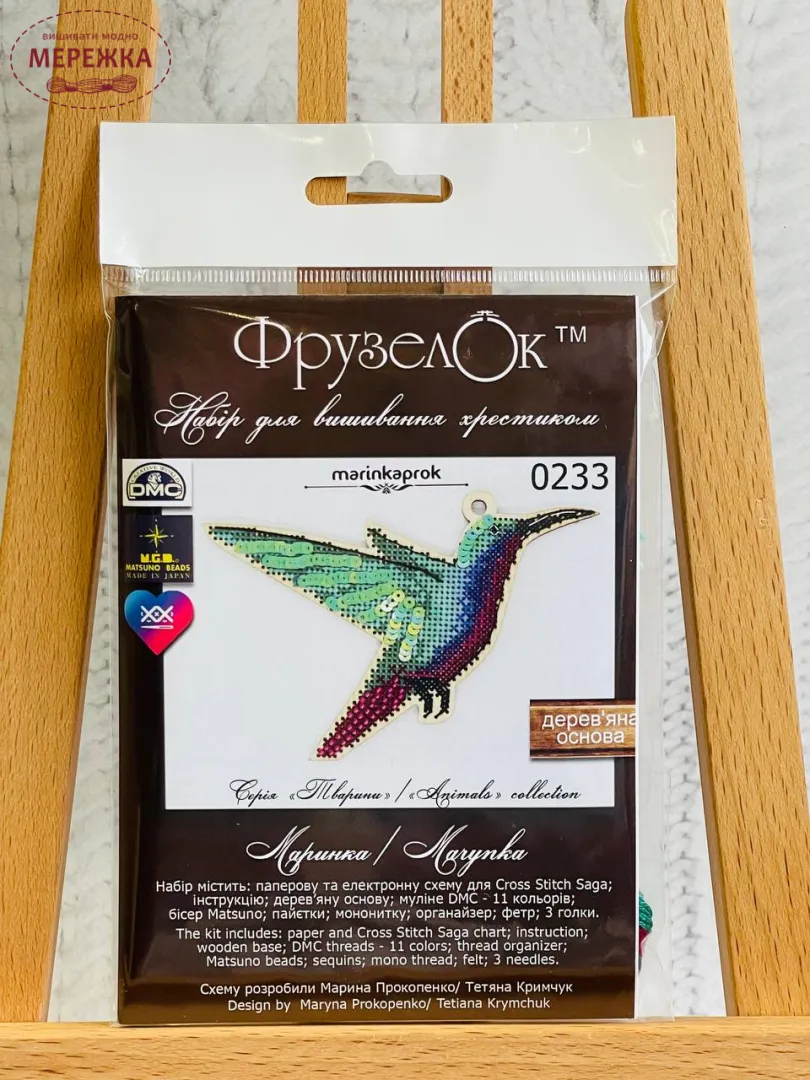 вишивати модно
МЕРЕЖКА
ФрузелОк™
Набір для вишивання хрестиком
DMC
marinkaprok
0233
M.G.B.
MATSUNO BEADS
MADE IN JAPAN
дерев'яна
основа
Серія «Тварини» / «Animals» collection
Маринка / Marynka
Набір містить: паперову та електронну схему для Cross Stitch Saga;
інструкцію; дерев'яну основу; муліне DMC - 11 кольорів;
бісер Matsuno; паїєтки; мононитку; органайзер; фетр; 3 голки.
The kit includes: paper and Cross Stitch Saga chart; instruction;
wooden base; DMC threads - 11 colors; thread organizer;
Matsuno beads; sequins; mono thread; felt; 3 needles.
Схему розробили Марина Прокопенко/ Тетяна Кримчук
Design by Maryna Prokopenko/ Tetiana Krymchuk